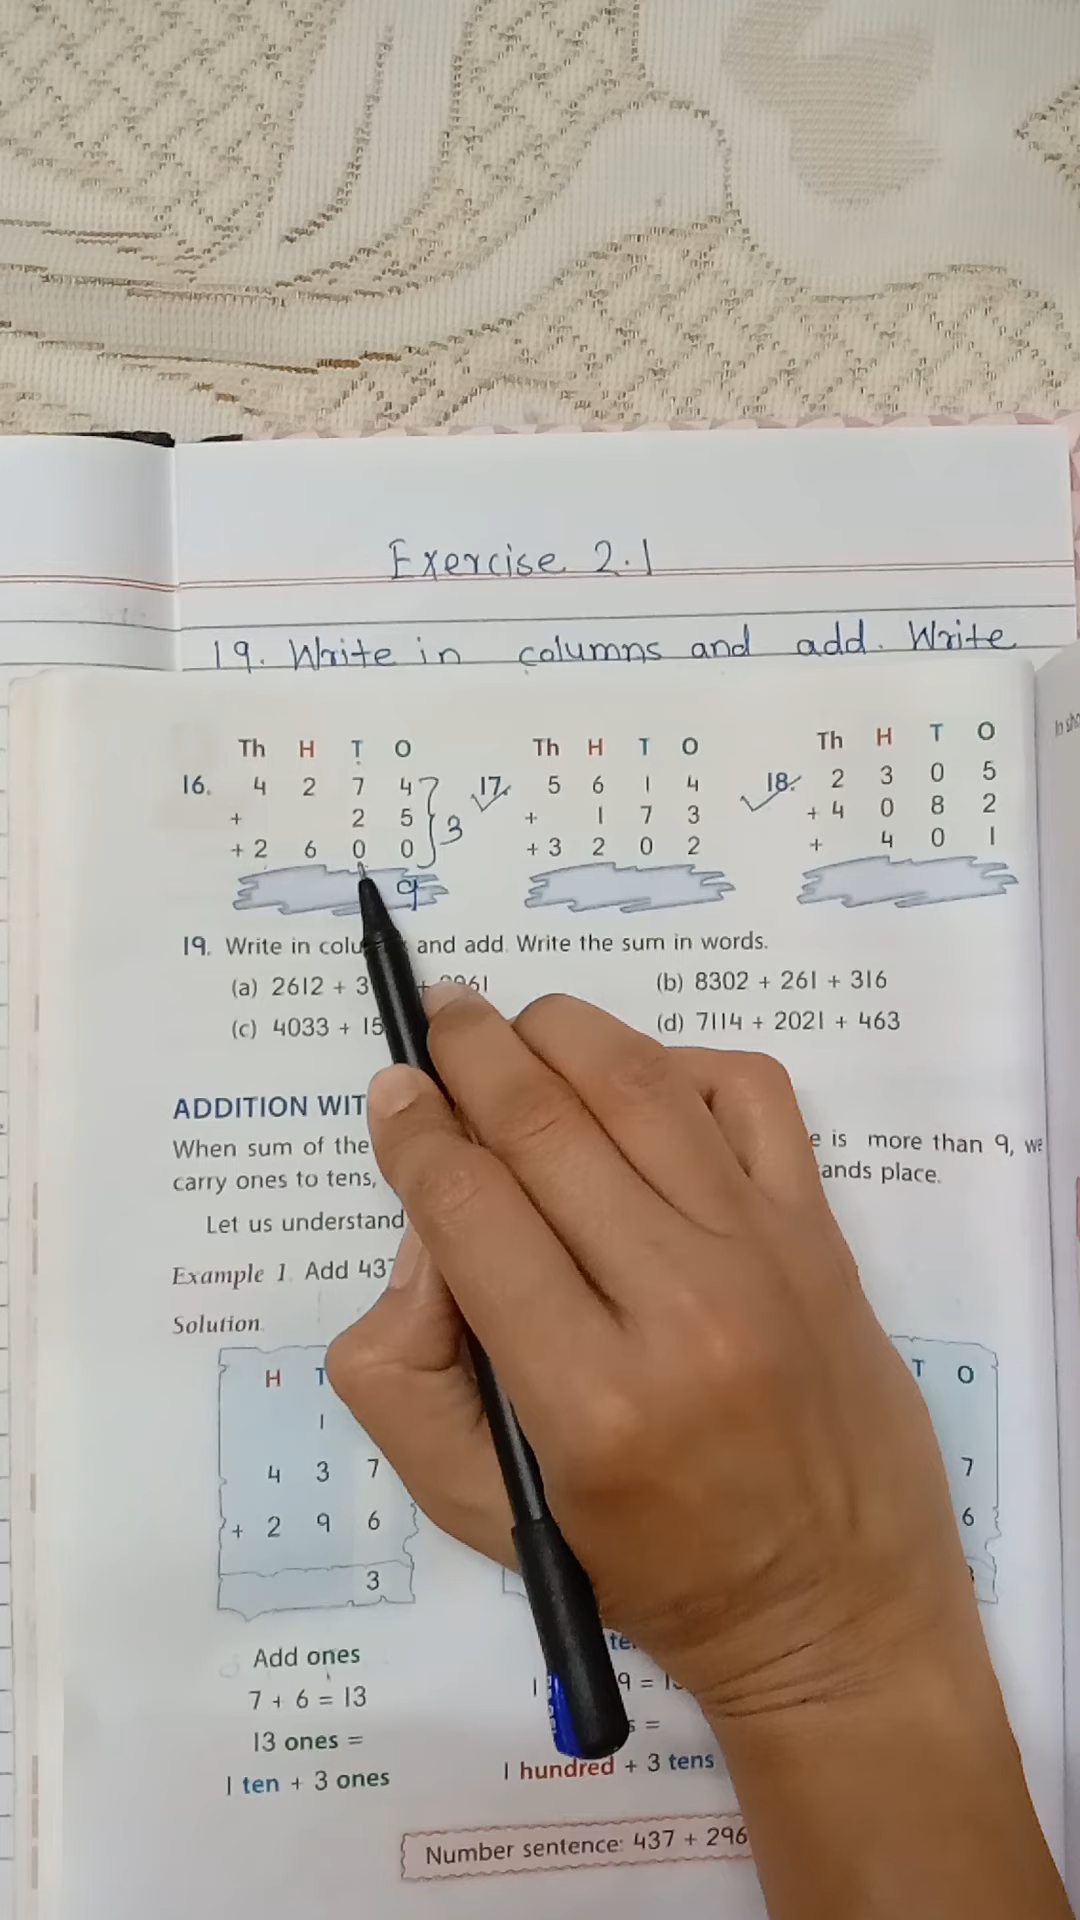 Exercise 2.1
19. Write in columns and add. Write
Th H T O Th H T O Th H T O
16. 4 2 7 4 17. 5 6 1 4 18. 2 3 0 5
+ 2 5 3 + 1 7 3 + 4 0 8 2
+ 2 6 0 0 + 3 2 0 2 + 4 0 1
9
19. Write in and add. Write the sum in words.
(a) 2612 + 3 (b) 8302 + 261 + 316
(c) 4033 + 15 (d) 7114 + 2021 + 463
ADDITION WIT
When sum of the is more than 9, we
carry ones to tens, ands place.
Let us understand
Example 1. Add 437
Solution.
H T T O
1
4 3 7 7
+ 2 9 6 6
3
Add ones
7 + 6 = 13
13 ones =
1 ten + 3 ones 1 hundred + 3 tens
Number sentence: 437 + 296